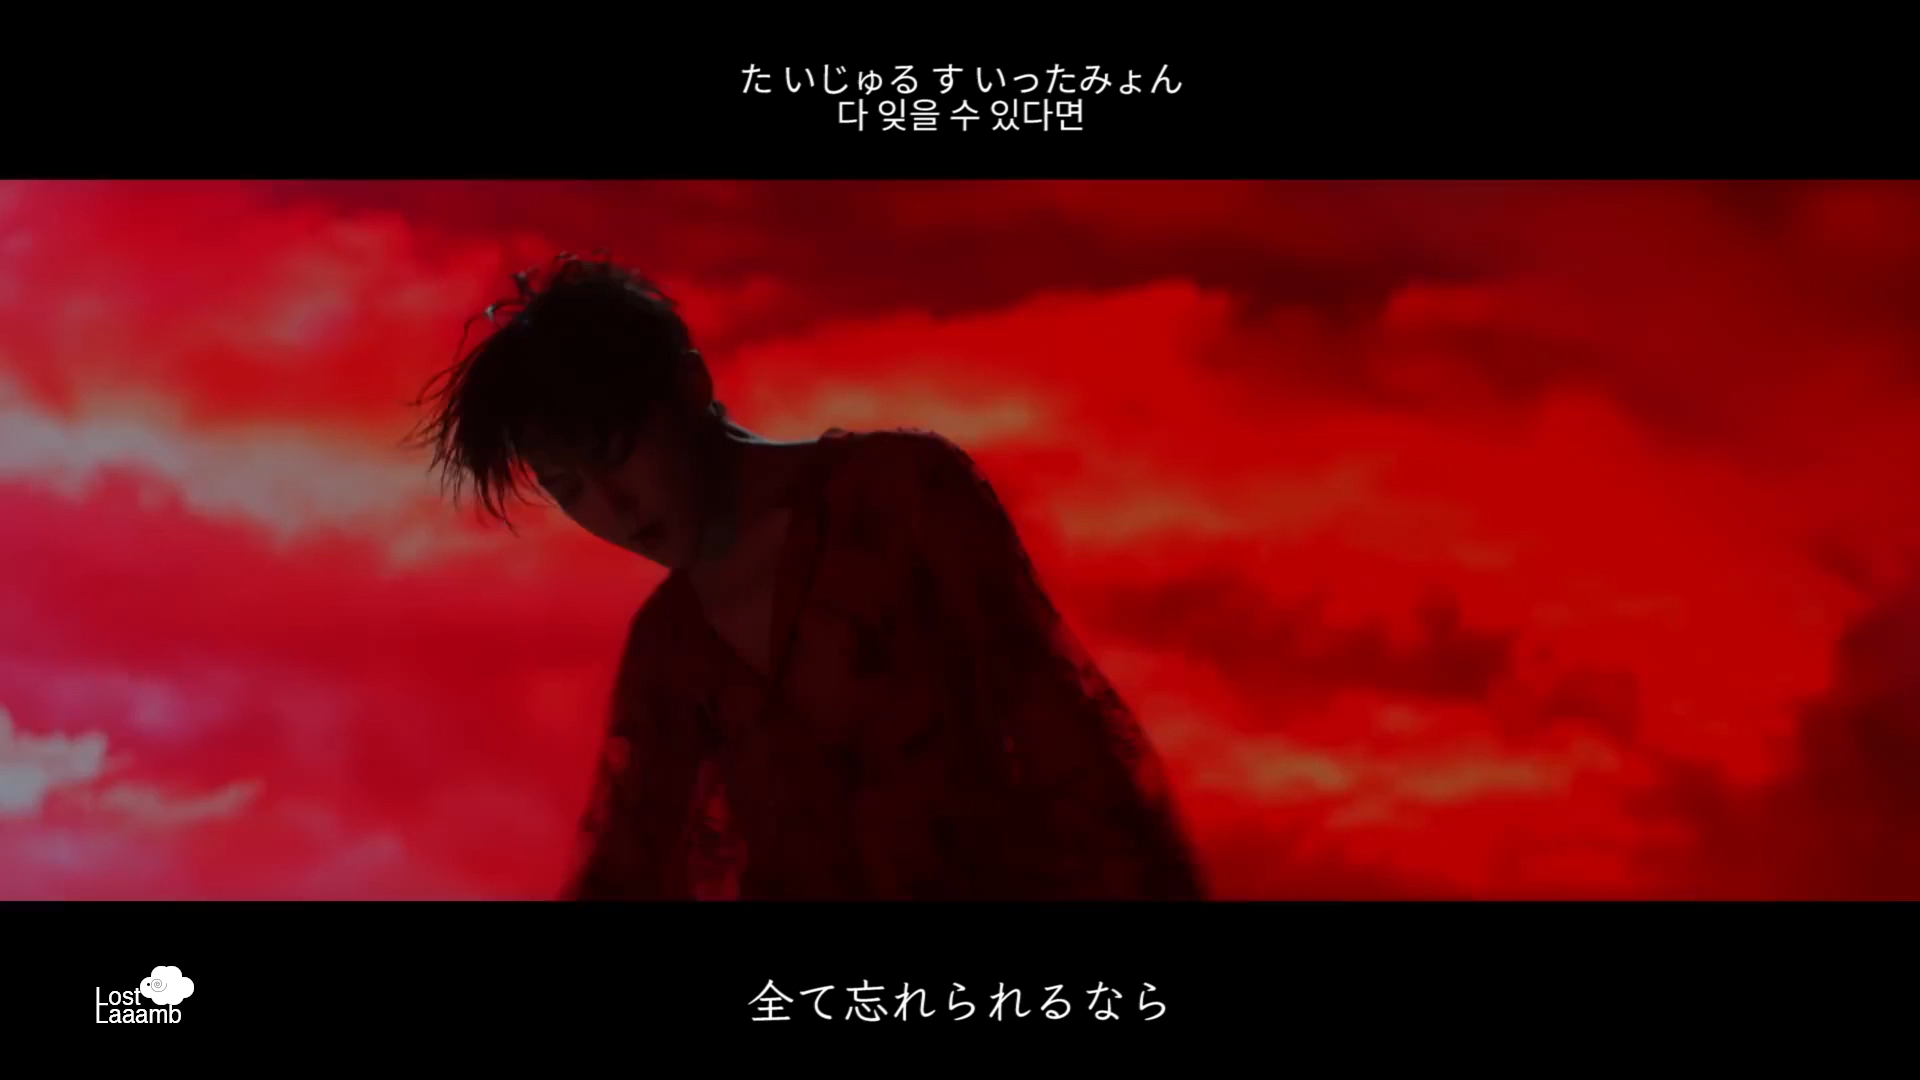 た いじゅる す いったみょん
다 잊을 수 있다면
Lost
Laaamb
全て忘れられるなら